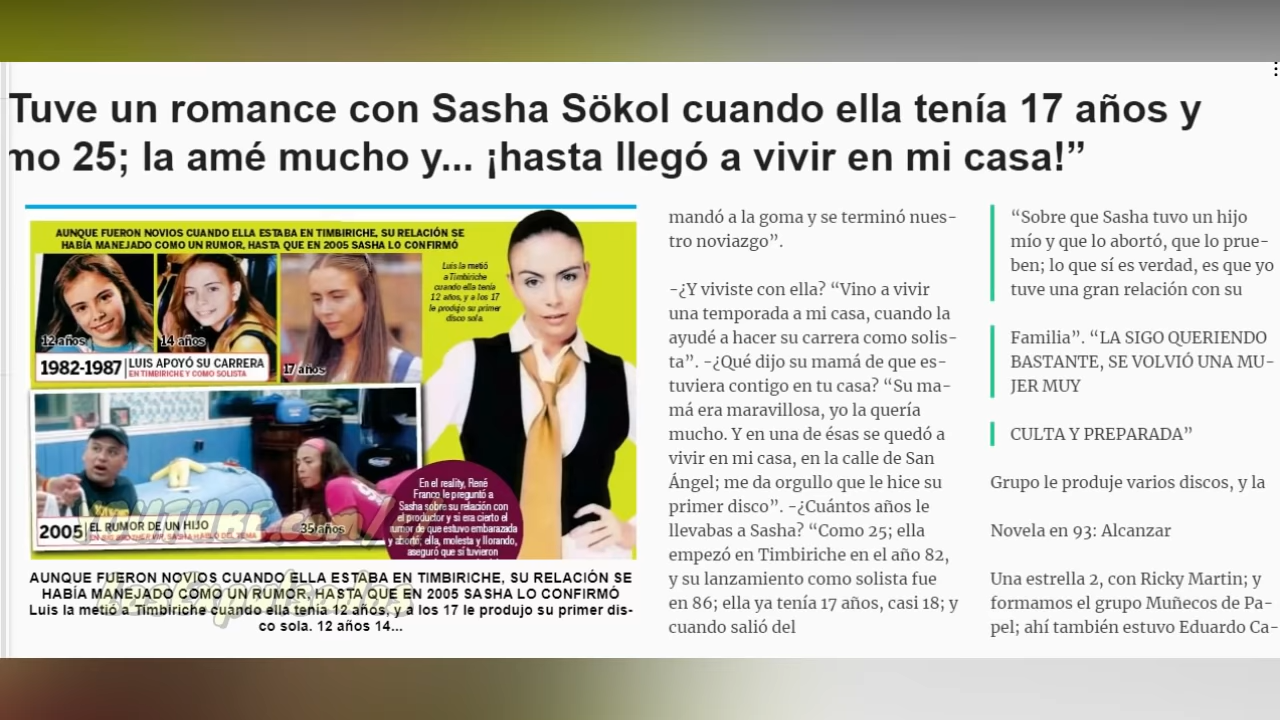 Tuve un romance con Sasha Sökol cuando ella tenía 17 años y
mo 25; la amé mucho y... ¡hasta llegó a vivir en mi casa!”
AUNQUE FUERON NOVIOS CUANDO ELLA ESTABA EN TIMBIRICHE, SU RELACIÓN SE
HABÍA MANEJADO COMO UN RUMOR, HASTA QUE EN 2005 SASHA LO CONFIRMÓ
Luis la metió
a Timbiriche
cuando ella tenía
12 años, y a los 17
le produjo su primer
disco sola.
12 años
14 años
17 años
1982-1987 LUIS APOYÓ SU CARRERA
EN TIMBIRICHE Y COMO SOLISTA
2005 EL RUMOR DE UN HIJO
EN BIG BROTHER VIP, SASHA HABLÓ DEL TEMA
35 años
En el reality, René
Franco le preguntó a
Sasha sobre su relación con
el productor y si era cierto el
rumor de que estuvo embarazada
y abortó; ella, molesta y llorando,
aseguró que sí tuvieron
YOUTUBE.com/
AUNQUE FUERON NOVIOS CUANDO ELLA ESTABA EN TIMBIRICHE, SU RELACIÓN SE
HABÍA MANEJADO COMO UN RUMOR, HASTA QUE EN 2005 SASHA LO CONFIRMÓ
Luis la metió a Timbiriche cuando ella tenía 12 años, y a los 17 le produjo su primer dis-
co sola. 12 años 14...
mandó a la goma y se terminó nues-
tro noviazgo”.
-¿Y viviste con ella? “Vino a vivir
una temporada a mi casa, cuando la
ayudé a hacer su carrera como solis-
ta”. -¿Qué dijo su mamá de que es-
tuviera contigo en tu casa? “Su ma-
má era maravillosa, yo la quería
mucho. Y en una de ésas se quedó a
vivir en mi casa, en la calle de San
Ángel; me da orgullo que le hice su
primer disco”. -¿Cuántos años le
llevabas a Sasha? “Como 25; ella
empezó en Timbiriche en el año 82,
y su lanzamiento como solista fue
en 86; ella ya tenía 17 años, casi 18; y
cuando salió del
“Sobre que Sasha tuvo un hijo
mío y que lo abortó, que lo prue-
ben; lo que sí es verdad, es que yo
tuve una gran relación con su
Familia”. “LA SIGO QUERIENDO
BASTANTE, SE VOLVIÓ UNA MU-
JER MUY
CULTA Y PREPARADA”
Grupo le produje varios discos, y la
Novela en 93: Alcanzar
Una estrella 2, con Ricky Martin; y
formamos el grupo Muñecos de Pa-
pel; ahí también estuvo Eduardo Ca-